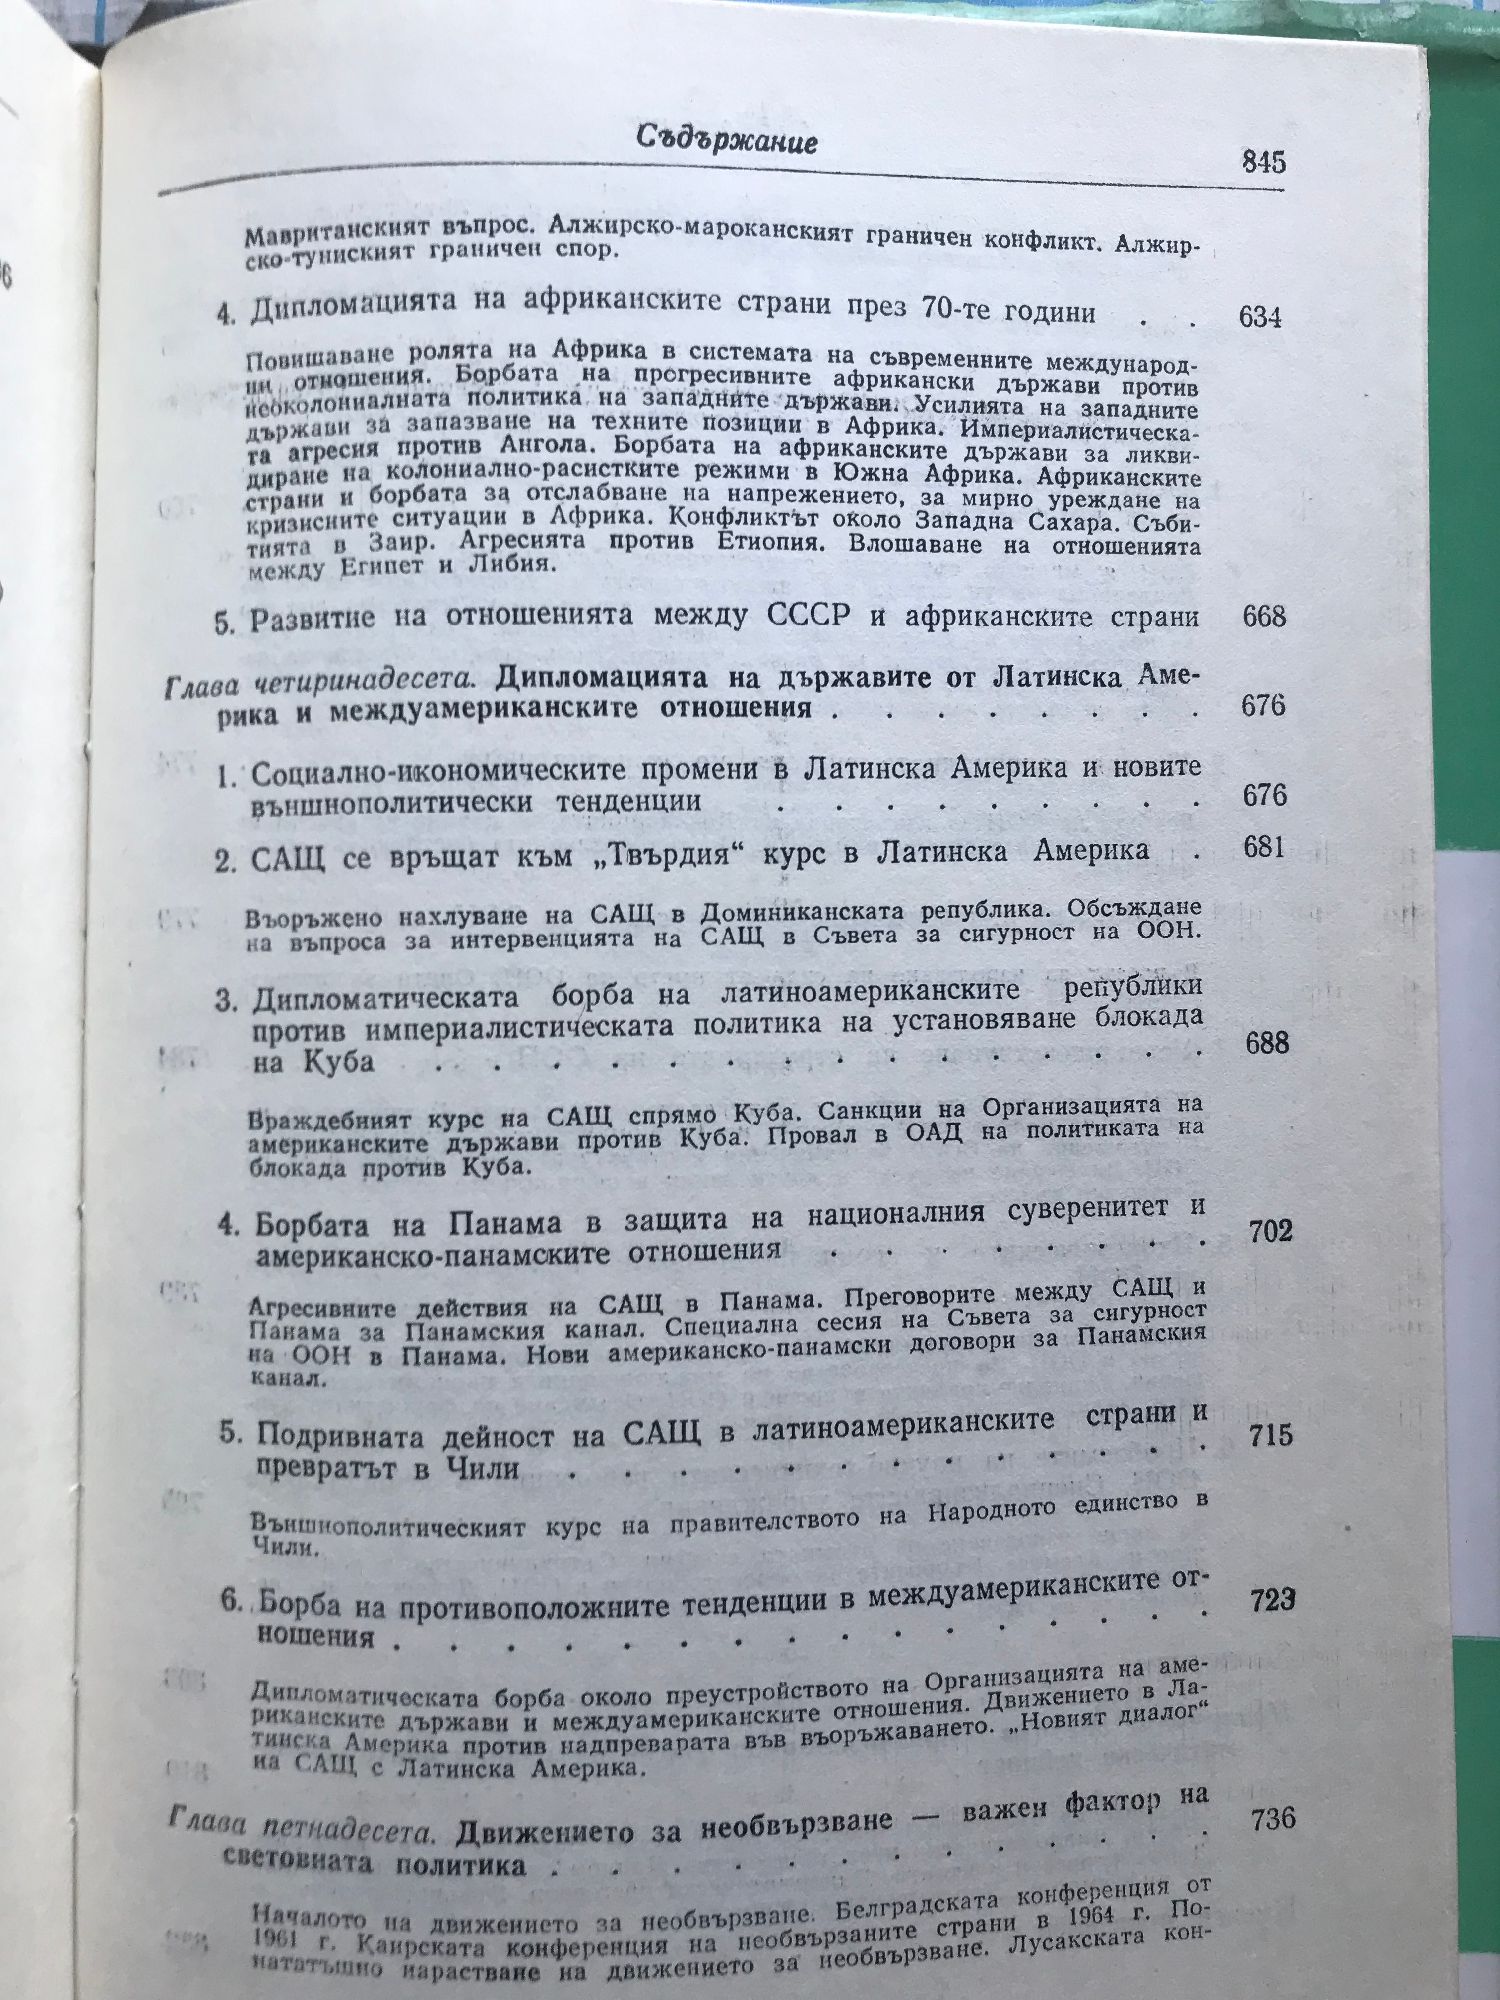 Съдържание
845
Мавританският въпрос. Алжирско-мароканският граничен конфликт. Алжир-
ско-туниският граничен спор.
4. Дипломацията на африканските страни през 70-те години . . 634
Повишаване ролята на Африка в системата на съвременните международ-
ни отношения. Борбата на прогресивните африкански държави против
неоколониалната политика на западните държави. Усилията на западните
държави за запазване на техните позиции в Африка. Империалистическа-
та агресия против Ангола. Борбата на африканските държави за ликви-
диране на колониално-расистките режими в Южна Африка. Африканските
страни и борбата за отслабване на напрежението, за мирно уреждане на
кризисните ситуации в Африка. Конфликтът около Западна Сахара. Съби-
тията в Заир. Агресията против Етиопия. Влошаване на отношенията
между Египет и Либия.
5. Развитие на отношенията между СССР и африканските страни 668
Глава четиринадесета. Дипломацията на държавите от Латинска Аме-
рика и междуамериканските отношения . . . . . . . 676
1. Социално-икономическите промени в Латинска Америка и новите
външнополитически тенденции . . . . . . . . 676
2. САЩ се връщат към „Твърдия“ курс в Латинска Америка . 681
Въоръжено нахлуване на САЩ в Доминиканската република. Обсъждане
на въпроса за интервенцията на САЩ в Съвета за сигурност на ООН.
3. Дипломатическата борба на латиноамериканските републики
против империалистическата политика на установяване блокада
на Куба . . . . . . . . . . . . . . 688
Враждебният курс на САЩ спрямо Куба. Санкции на Организацията на
американските държави против Куба. Провал в ОАД на политиката на
блокада против Куба.
4. Борбата на Панама в защита на националния суверенитет и
американско-панамските отношения . . . . . . . 702
Агресивните действия на САЩ в Панама. Преговорите между САЩ и
Панама за Панамския канал. Специална сесия на Съвета за сигурност
на ООН в Панама. Нови американско-панамски договори за Панамския
канал.
5. Подривната дейност на САЩ в латиноамериканските страни и
превратът в Чили . . . . . . . . . . . . 715
Външнополитическият курс на правителството на Народното единство в
Чили.
6. Борба на противоположните тенденции в междуамериканските от-
ношения . . . . . . . . . . . . . . . 723
Дипломатическата борба около преустройството на Организацията на аме-
риканските държави и междуамериканските отношения. Движението в Ла-
тинска Америка против надпреварата във въоръжаването. „Новият диалог“
на САЩ с Латинска Америка.
Глава петнадесета. Движението за необвързване — важен фактор на
световната политика . . . . . . . . . . . . 736
Началото на движението за необвързване. Белградската конференция от
1961 г. Каирската конференция на необвързаните страни в 1964 г. По-
нататъшно нарастване на движението за необвързване. Лусакската кон-